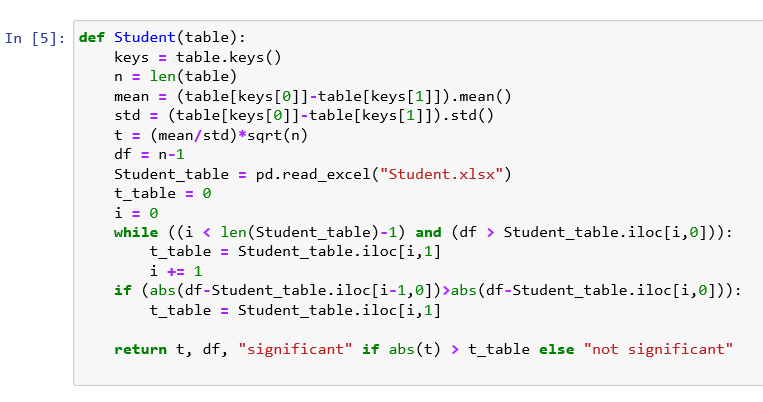 In [5]: def Student(table):
    keys = table.keys()
    n = len(table)
    mean = (table[keys[0]]-table[keys[1]]).mean()
    std = (table[keys[0]]-table[keys[1]]).std()
    t = (mean/std)*sqrt(n)
    df = n-1
    Student_table = pd.read_excel("Student.xlsx")
    t_table = 0
    i = 0
    while ((i < len(Student_table)-1) and (df > Student_table.iloc[i,0])):
        t_table = Student_table.iloc[i,1]
        i += 1
    if (abs(df-Student_table.iloc[i-1,0])>abs(df-Student_table.iloc[i,0])):
        t_table = Student_table.iloc[i,1]
    return t, df, "significant" if abs(t) > t_table else "not significant"